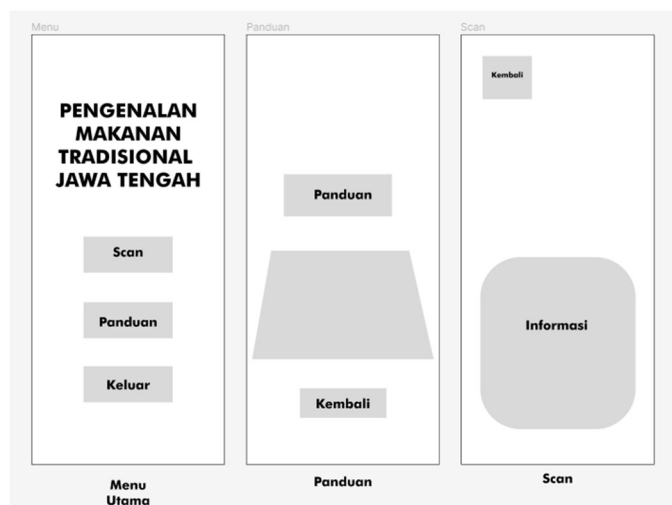 Menu
PENGENALAN
MAKANAN
TRADISIONAL
JAWA TENGAH
Scan
Panduan
Keluar
Menu
Utama
Panduan
Panduan
Kembali
Panduan
Scan
Kembali
Informasi
Scan